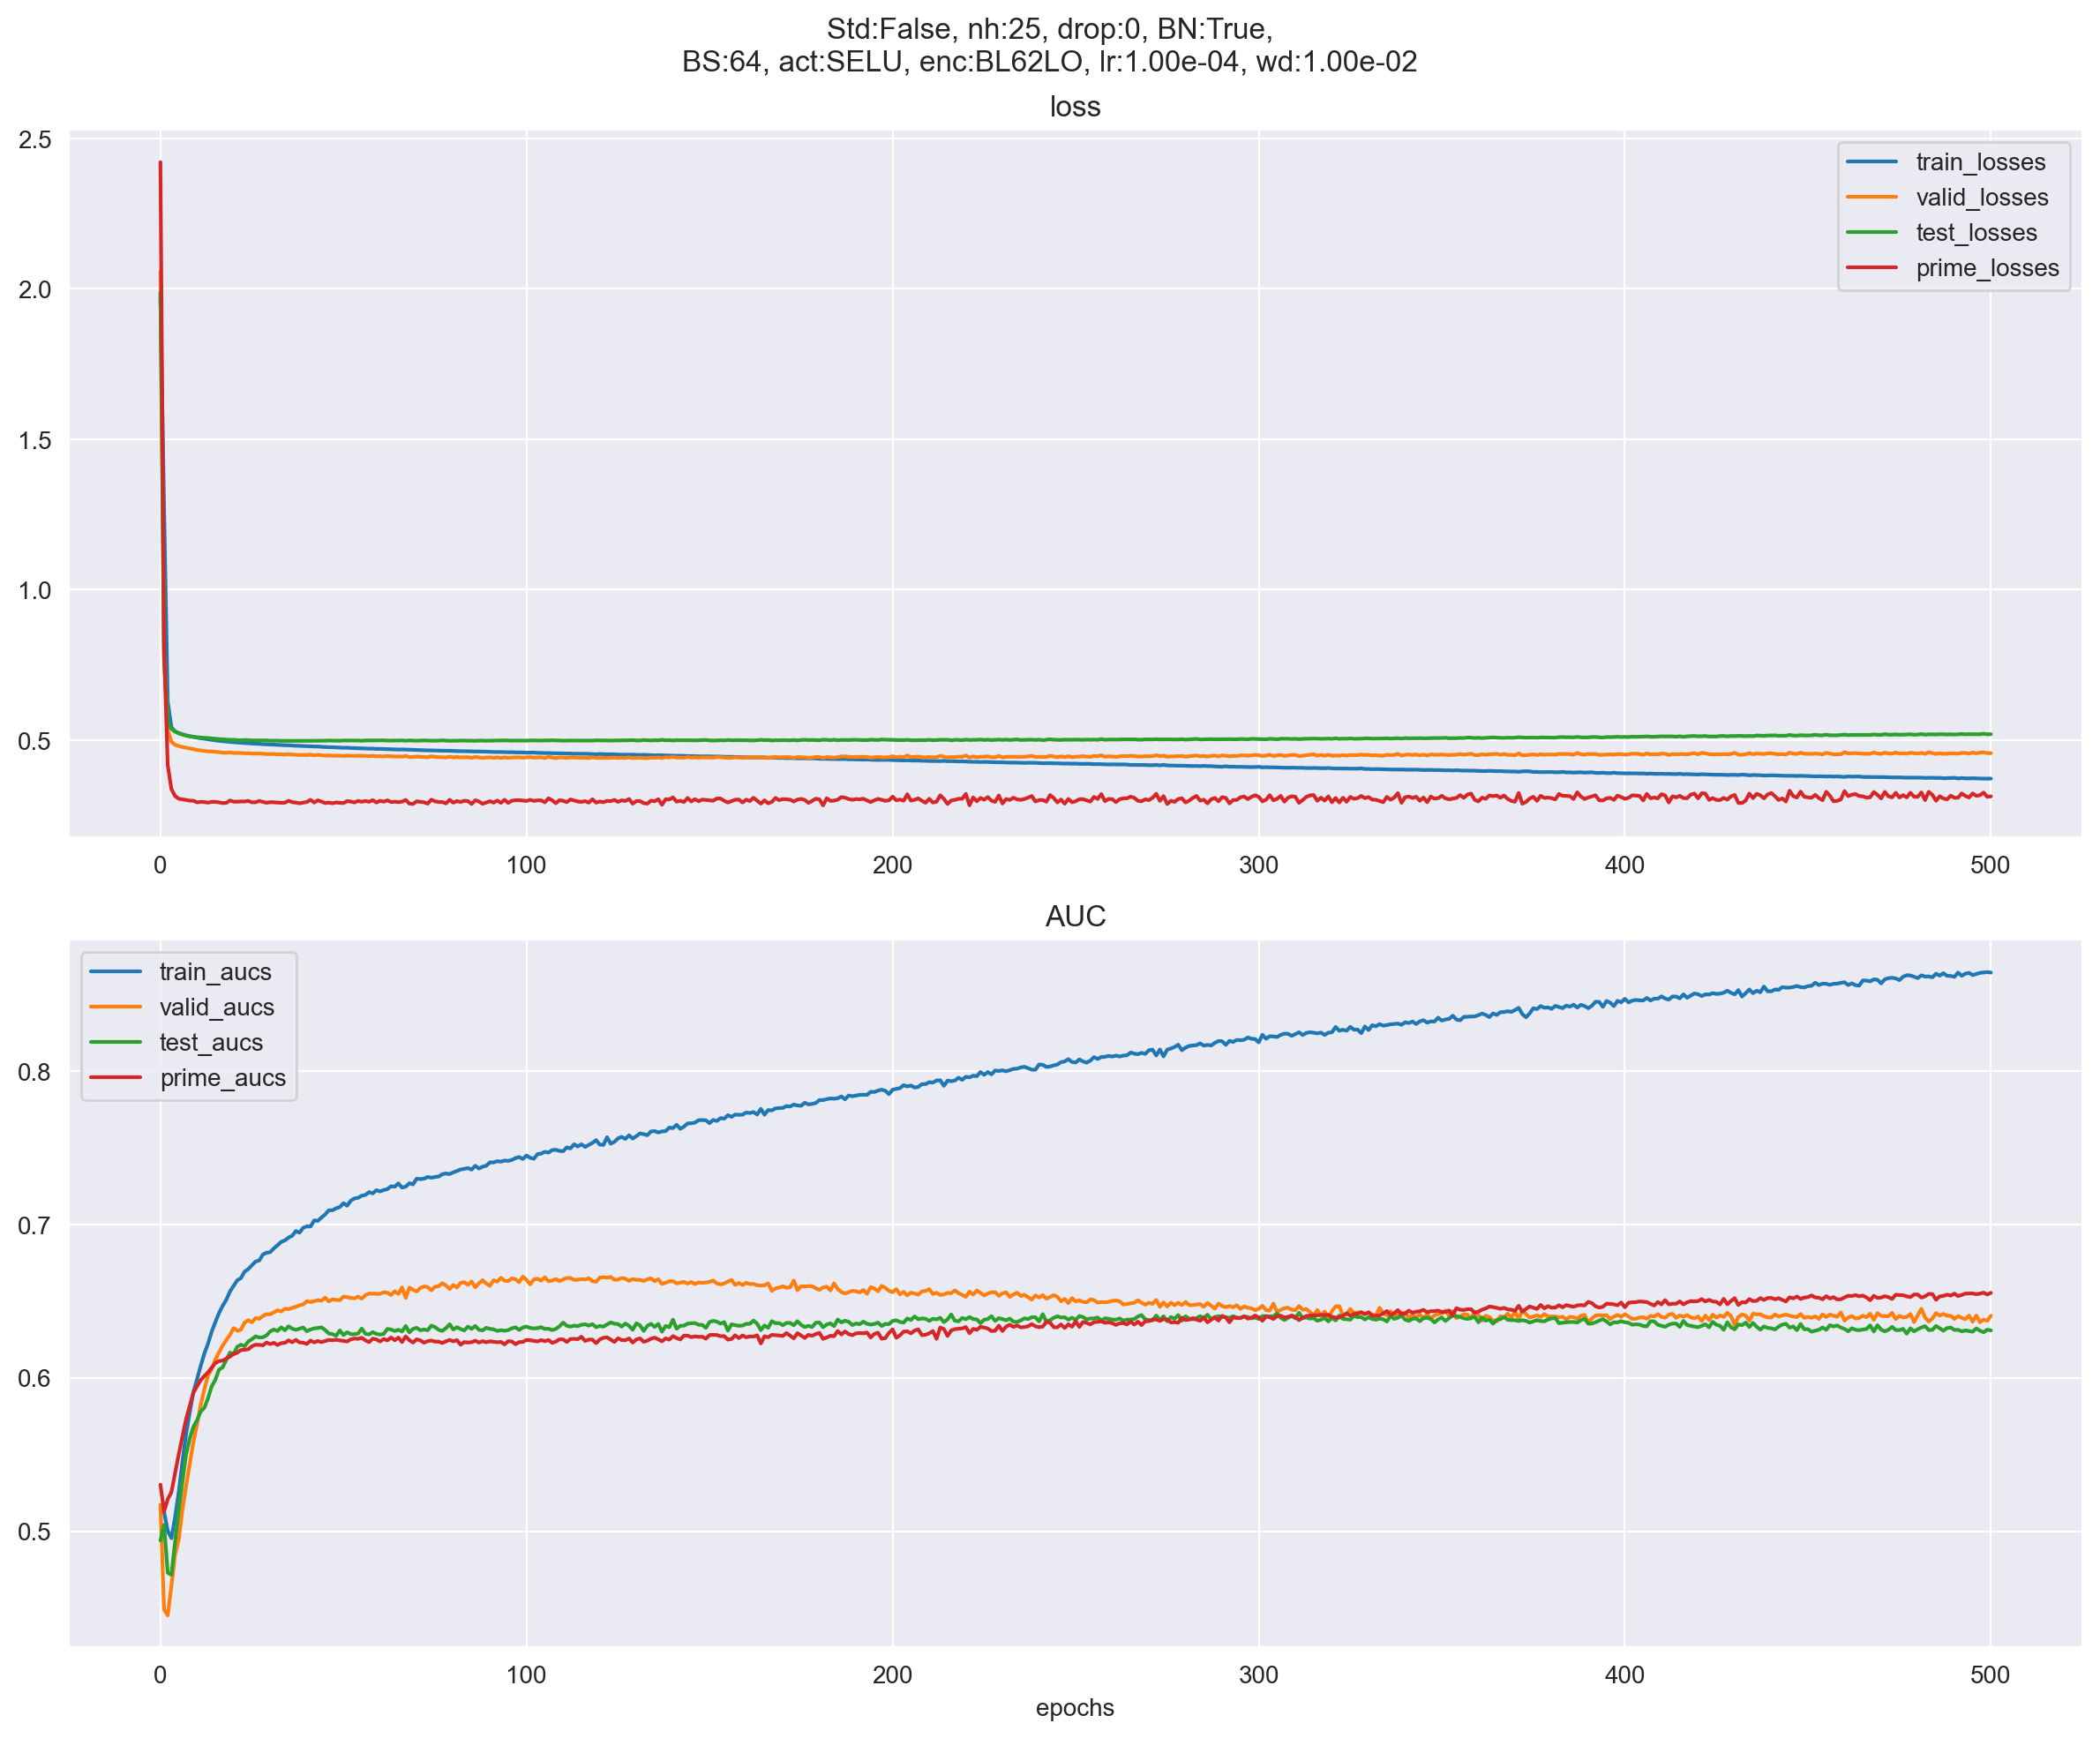 Std:False, nh:25, drop:0, BN:True,
BS:64, act:SELU, enc:BL62LO, lr:1.00e-04, wd:1.00e-02
loss
2.5
2.0
1.5
1.0
0.5
train_losses
valid_losses
test_losses
prime_losses
0 100 200 300 400 500
AUC
train_aucs
valid_aucs
test_aucs
prime_aucs
0.8
0.7
0.6
0.5
0 100 200 300 400 500
epochs